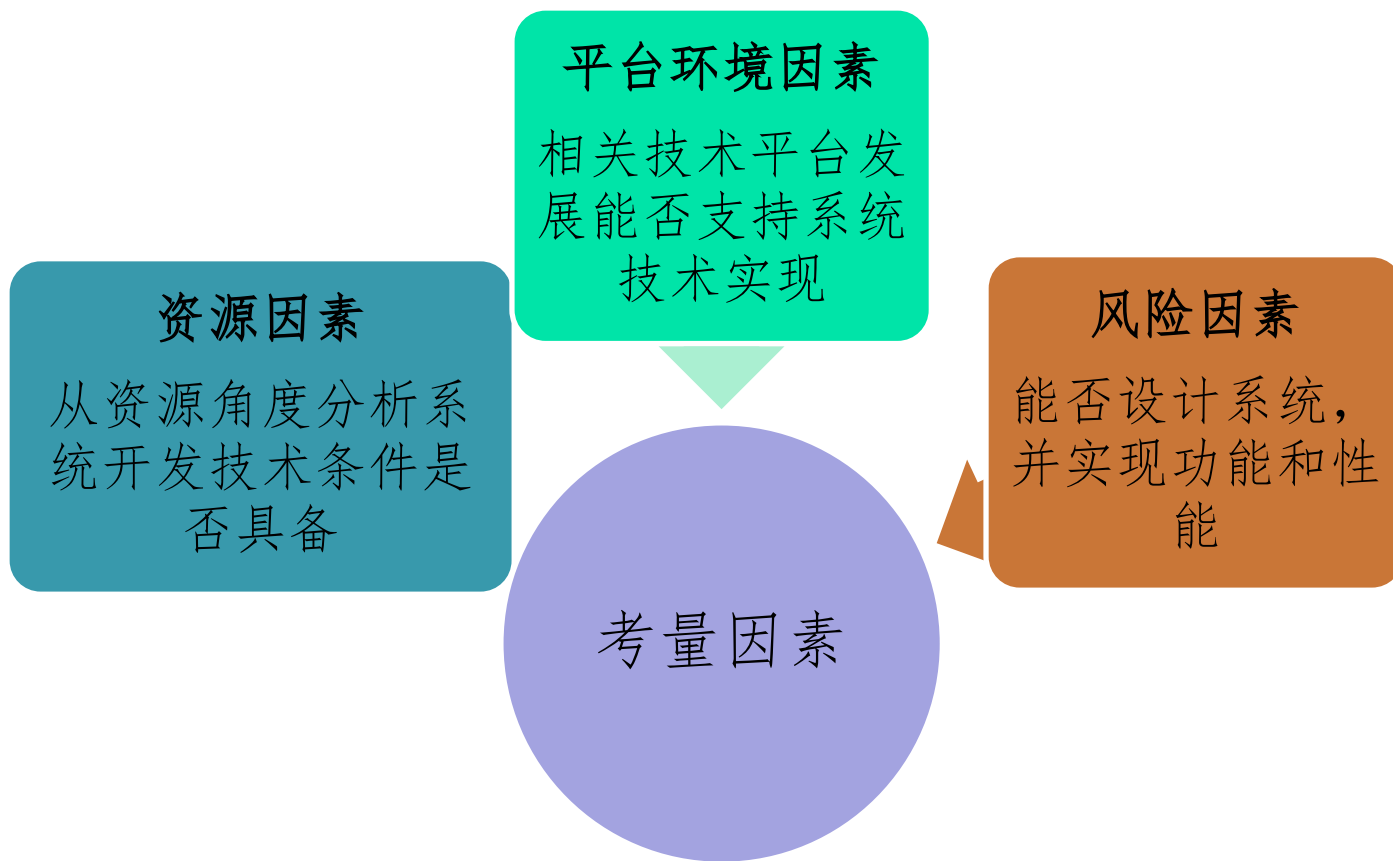 平台环境因素
相关技术平台发
展能否支持系统
技术实现
资源因素
从资源角度分析系
统开发技术条件是
否具备
风险因素
能否设计系统，
并实现功能和性
能
考量因素